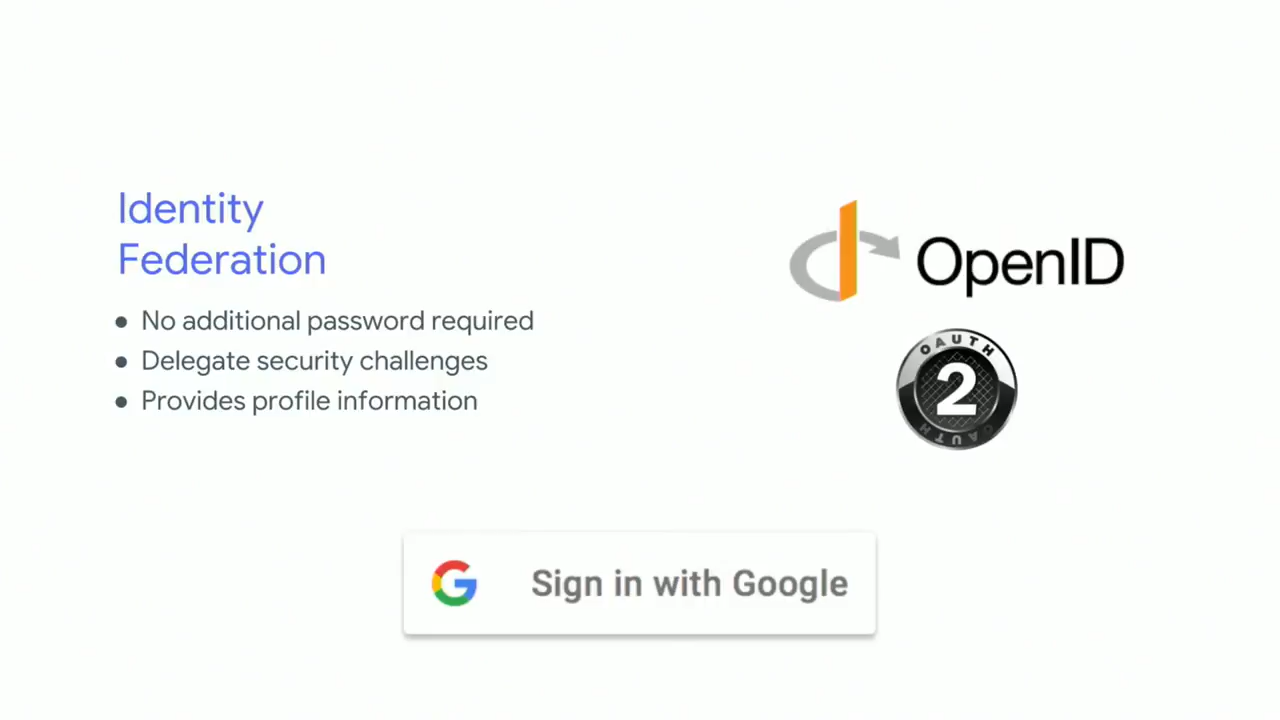 Identity
Federation
● No additional password required
● Delegate security challenges
● Provides profile information
OpenID
OAUTH
2
OAUTH
Sign in with Google